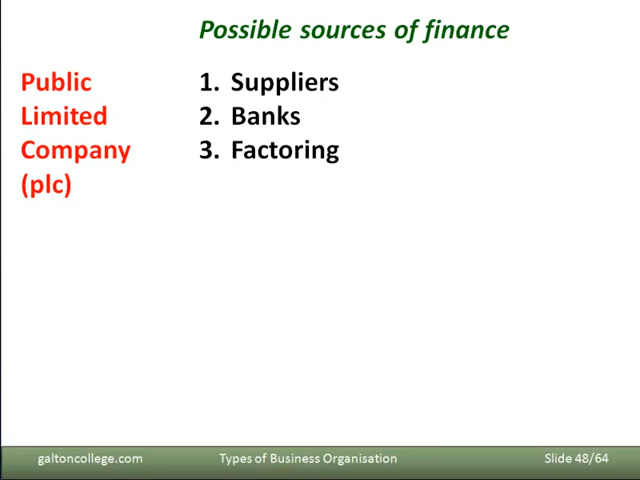 Possible sources of finance
Public
Limited
Company
(plc)
1. Suppliers
2. Banks
3. Factoring
galtoncollege.com
Types of Business Organisation
Slide 48/64